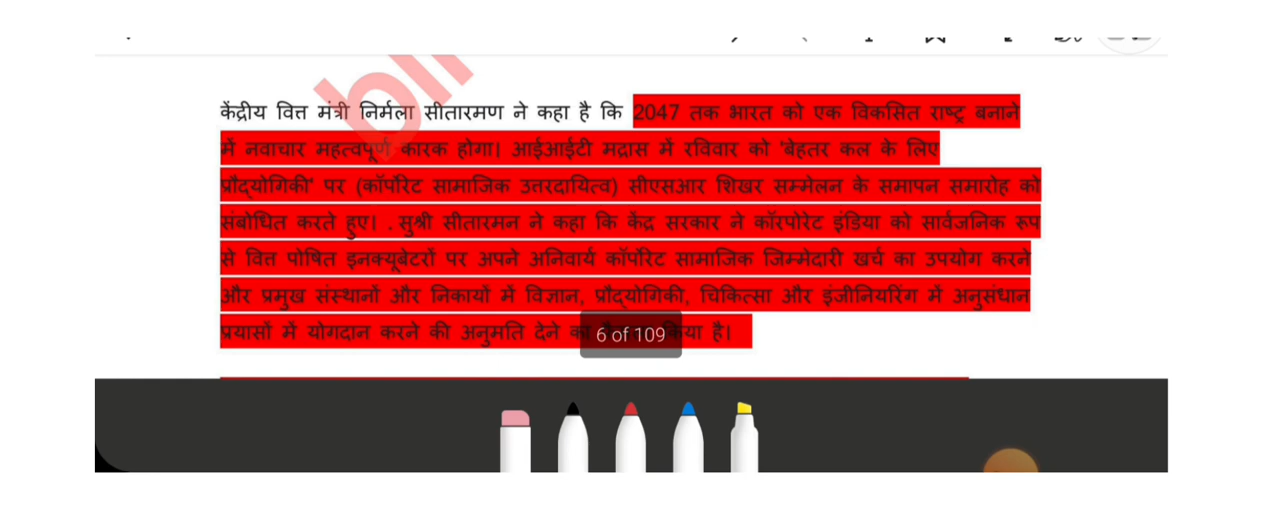 केंद्रीय वित्त मंत्री निर्मला सीतारमण ने कहा है कि 2047 तक भारत को एक विकसित राष्ट्र बनाने
में नवाचार महत्वपूर्ण कारक होगा। आईआईटी मद्रास में रविवार को 'बेहतर कल के लिए
प्रौद्योगिकी' पर (कॉर्पोरेट सामाजिक उत्तरदायित्व) सीएसआर शिखर सम्मेलन के समापन समारोह को
संबोधित करते हुए। . सुश्री सीतारमन ने कहा कि केंद्र सरकार ने कॉरपोरेट इंडिया को सार्वजनिक रूप
से वित्त पोषित इनक्यूबेटरों पर अपने अनिवार्य कॉर्पोरेट सामाजिक जिम्मेदारी खर्च का उपयोग करने
और प्रमुख संस्थानों और निकायों में विज्ञान, प्रौद्योगिकी, चिकित्सा और इंजीनियरिंग में अनुसंधान
प्रयासों में योगदान करने की अनुमति देने का किया है।
6 of 109